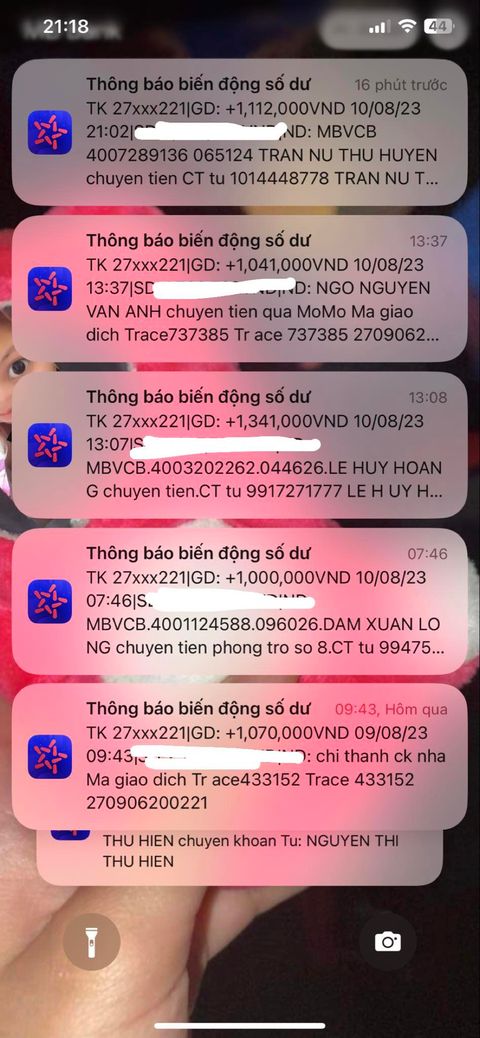 21:18
44
Thông báo biến động số dư 16 phút trước
TK 27xxx221|GD: +1,112,000VND 10/08/23
21:02| ND: MBVCB
4007289136 065124 TRAN NU THU HUYEN
chuyen tien CT tu 1014448778 TRAN NU T...
Thông báo biến động số dư 13:37
TK 27xxx221|GD: +1,041,000VND 10/08/23
13:37|SD ND: NGO NGUYEN
VAN ANH chuyen tien qua MoMo Ma giao
dich Trace737385 Tr ace 737385 2709062...
Thông báo biến động số dư 13:08
TK 27xxx221|GD: +1,341,000VND 10/08/23
13:07|S
MBVCB.4003202262.044626.LE HUY HOAN
G chuyen tien.CT tu 9917271777 LE H UY H...
Thông báo biến động số dư 07:46
TK 27xxx221|GD: +1,000,000VND 10/08/23
07:46|S
MBVCB.4001124588.096026.DAM XUAN LO
NG chuyen tien phong tro so 8.CT tu 99475...
Thông báo biến động số dư 09:43, Hôm qua
TK 27xxx221|GD: +1,070,000VND 09/08/23
09:43| ND: chi thanh ck nha
Ma giao dich Tr ace433152 Trace 433152
270906200221
THU HIEN chuyen khoan Tu: NGUYEN THI
THU HIEN